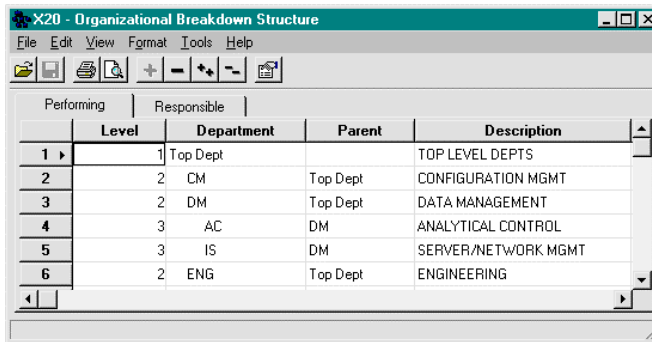 X20 - Organizational Breakdown Structure
File Edit View Format Tools Help
Performing Responsible
Level Department Parent Description
1 1 Top Dept TOP LEVEL DEPTS
2 2 CM Top Dept CONFIGURATION MGMT
3 2 DM Top Dept DATA MANAGEMENT
4 3 AC DM ANALYTICAL CONTROL
5 3 IS DM SERVER/NETWORK MGMT
6 2 ENG Top Dept ENGINEERING